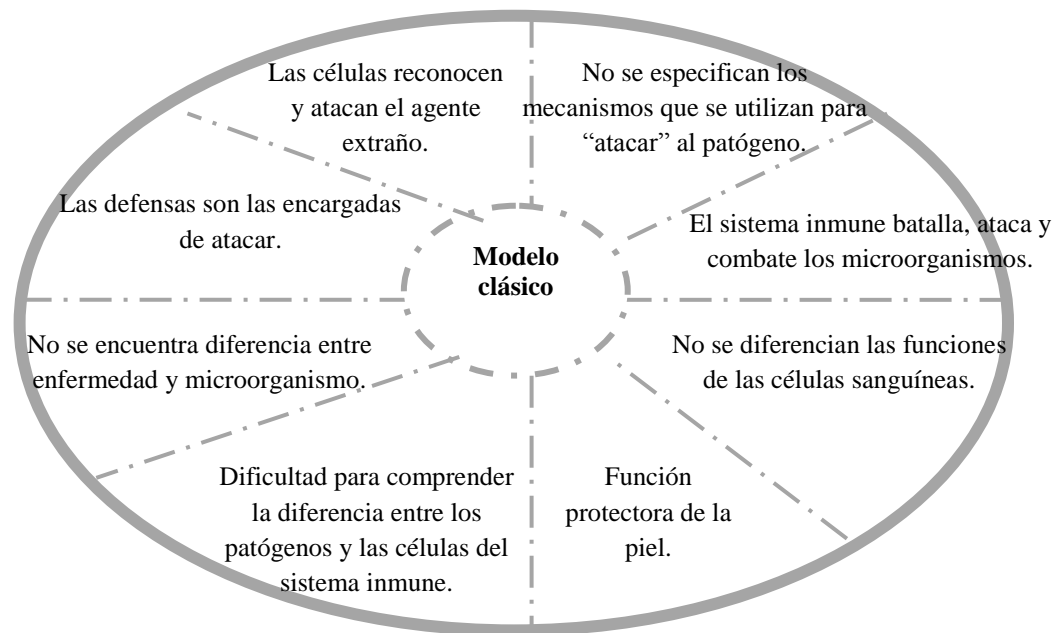 Las células reconocen
y atacan el agente
extraño.
No se especifican los
mecanismos que se utilizan para
“atacar” al patógeno.
Las defensas son las encargadas
de atacar.
El sistema inmune batalla, ataca y
combate los microorganismos.
Modelo
clásico
No se encuentra diferencia entre
enfermedad y microorganismo.
No se diferencian las funciones
de las células sanguíneas.
Dificultad para comprender
la diferencia entre los
patógenos y las células del
sistema inmune.
Función
protectora de la
piel.